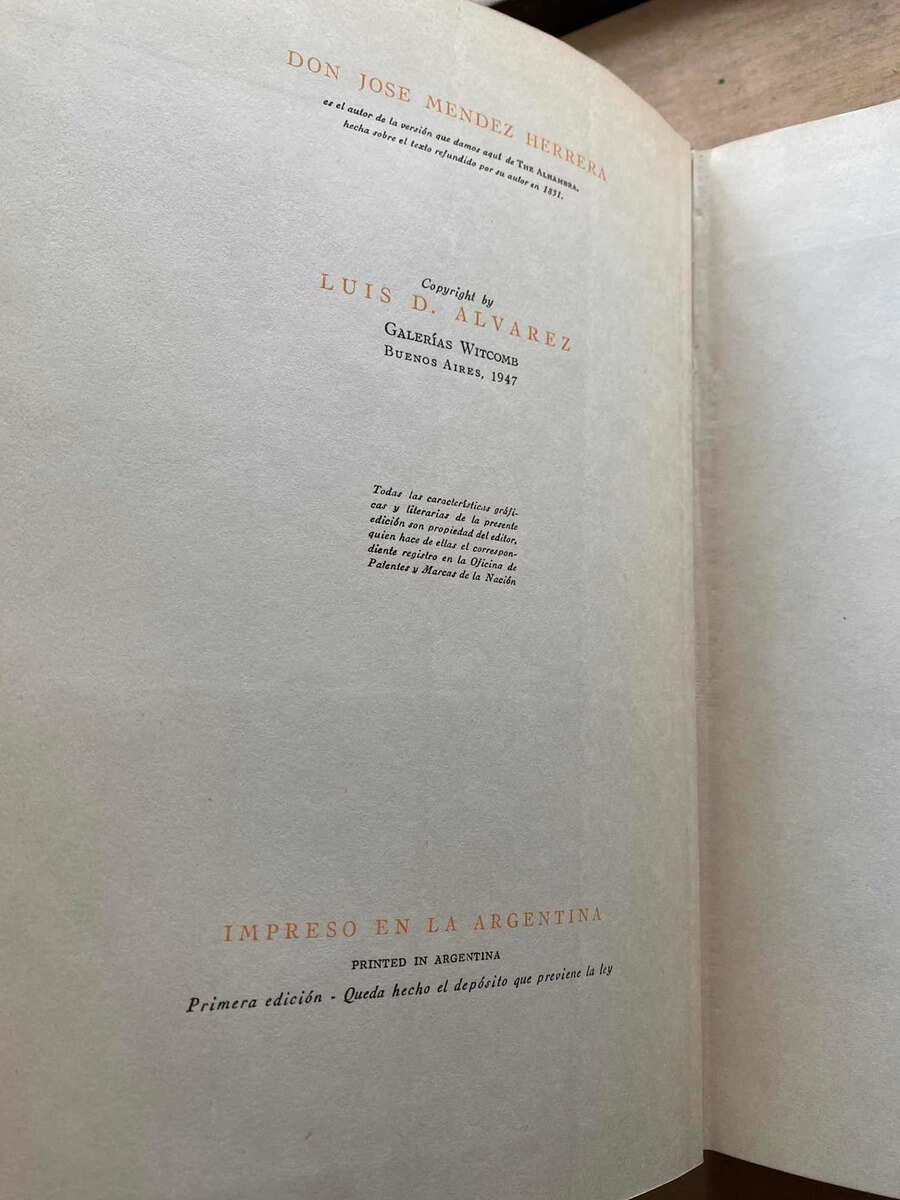 DON JOSE MENDEZ HERRERA
es el autor de la versión que damos aquí de THE ALHAMBRA,
hecha sobre el texto refundido por su autor en 1851.
Copyright by
LUIS D. ALVAREZ
GALERÍAS WITCOMB
BUENOS AIRES, 1947
Todas las características gráfi-
cas y literarias de la presente
edición son propiedad del editor,
quien hace de ellas el correspon-
diente registro en la Oficina de
Patentes y Marcas de la Nación
IMPRESO EN LA ARGENTINA
PRINTED IN ARGENTINA
Primera edición - Queda hecho el depósito que previene la ley